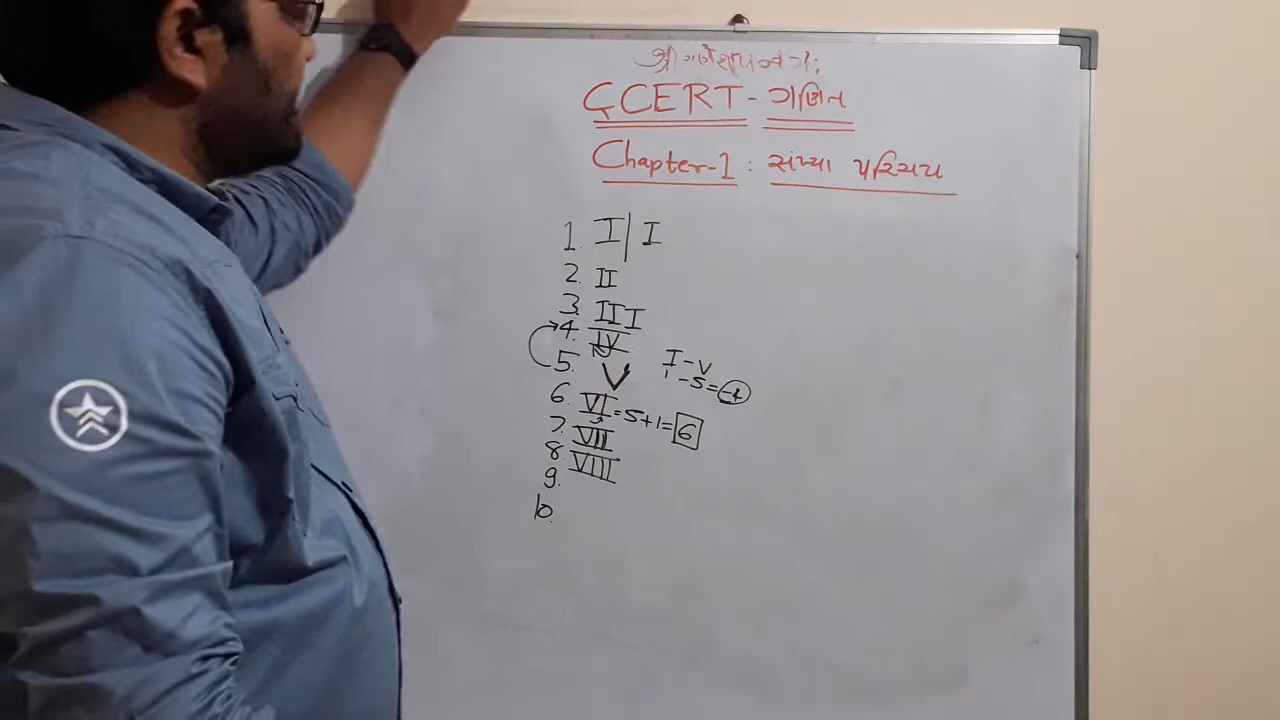 શ્રી ગણેશાય નમઃ
GCERT - ગણિત
Chapter-1 : સંખ્યા પરિચય
1. I | I
2. II
3. III
4. IV
5. V
I - V
1 - 5 = -4
6. VI = 5+1 = 6
7. VII
8. VIII
9.
10.